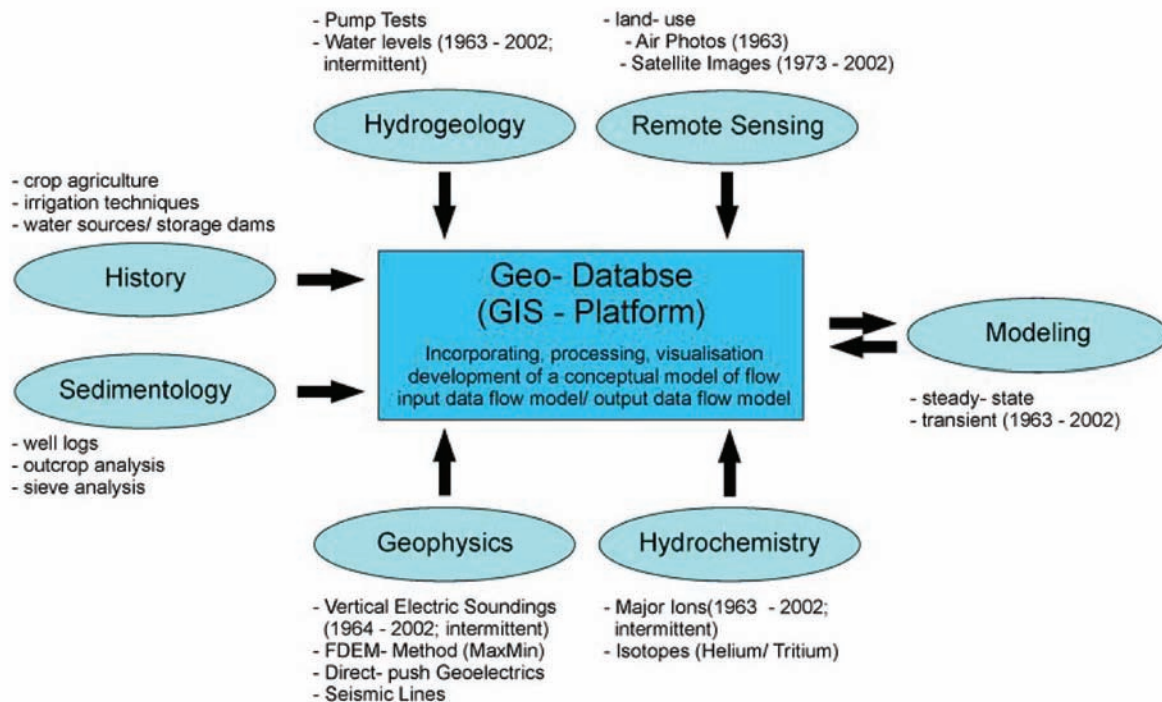 - Pump Tests
- Water levels (1963 - 2002;
intermittent)
Hydrogeology
- land- use
- Air Photos (1963)
- Satellite Images (1973 - 2002)
Remote Sensing
- crop agriculture
- irrigation techniques
- water sources/ storage dams
History
Sedimentology
- well logs
- outcrop analysis
- sieve analysis
Geo- Databse
(GIS - Platform)
Incorporating, processing, visualisation
development of a conceptual model of flow
input data flow model/ output data flow model
Modeling
- steady- state
- transient (1963 - 2002)
Geophysics
- Vertical Electric Soundings
(1964 - 2002; intermittent)
- FDEM- Method (MaxMin)
- Direct- push Geoelectrics
- Seismic Lines
Hydrochemistry
- Major Ions(1963 - 2002;
intermittent)
- Isotopes (Helium/ Tritium)